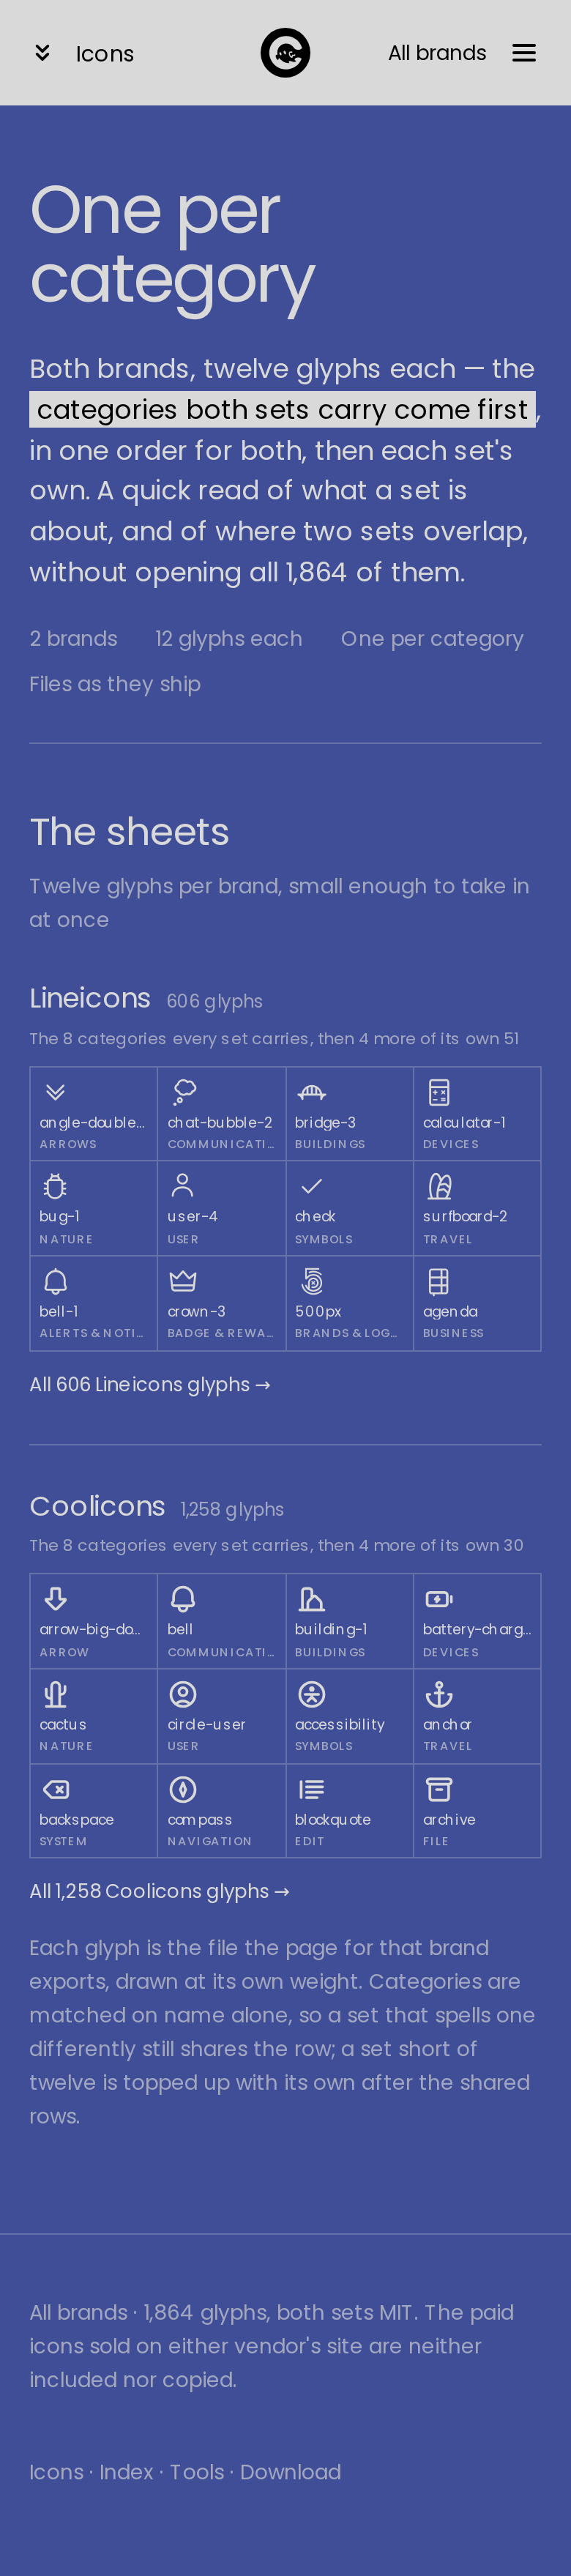 Icons
All brands
One per
category
Both brands, twelve glyphs each — the
categories both sets carry come first,
in one order for both, then each set's
own. A quick read of what a set is
about, and of where two sets overlap,
without opening all 1,864 of them.
2 brands 12 glyphs each One per category
Files as they ship
The sheets
Twelve glyphs per brand, small enough to take in
at once
Lineicons 606 glyphs
The 8 categories every set carries, then 4 more of its own 51
angle-double... chat-bubble-2 bridge-3 calculator-1
ARROWS COMMUNICATI... BUILDINGS DEVICES
bug-1 user-4 check surfboard-2
NATURE USER SYMBOLS TRAVEL
bell-1 crown-3 500px agenda
ALERTS & NOTI... BADGE & REWA... BRANDS & LOG... BUSINESS
All 606 Lineicons glyphs →
Coolicons 1,258 glyphs
The 8 categories every set carries, then 4 more of its own 30
arrow-big-do... bell building-1 battery-charg...
ARROW COMMUNICATI... BUILDINGS DEVICES
cactus circle-user accessibility anchor
NATURE USER SYMBOLS TRAVEL
backspace compass blockquote archive
SYSTEM NAVIGATION EDIT FILE
All 1,258 Coolicons glyphs →
Each glyph is the file the page for that brand
exports, drawn at its own weight. Categories are
matched on name alone, so a set that spells one
differently still shares the row; a set short of
twelve is topped up with its own after the shared
rows.
All brands · 1,864 glyphs, both sets MIT. The paid
icons sold on either vendor's site are neither
included nor copied.
Icons · Index · Tools · Download